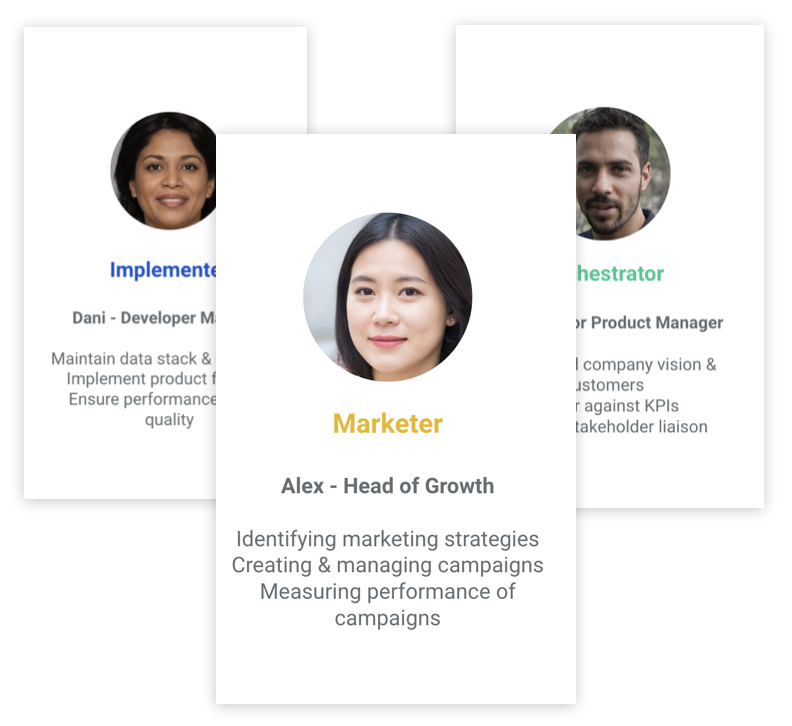 Implemente
Dani - Developer Ma
Maintain data stack &
Implement product f
Ensure performance
quality
Marketer
Alex - Head of Growth
Identifying marketing strategies
Creating & managing campaigns
Measuring performance of
campaigns
hestrator
or Product Manager
company vision &
ustomers
r against KPIs
takeholder liaison